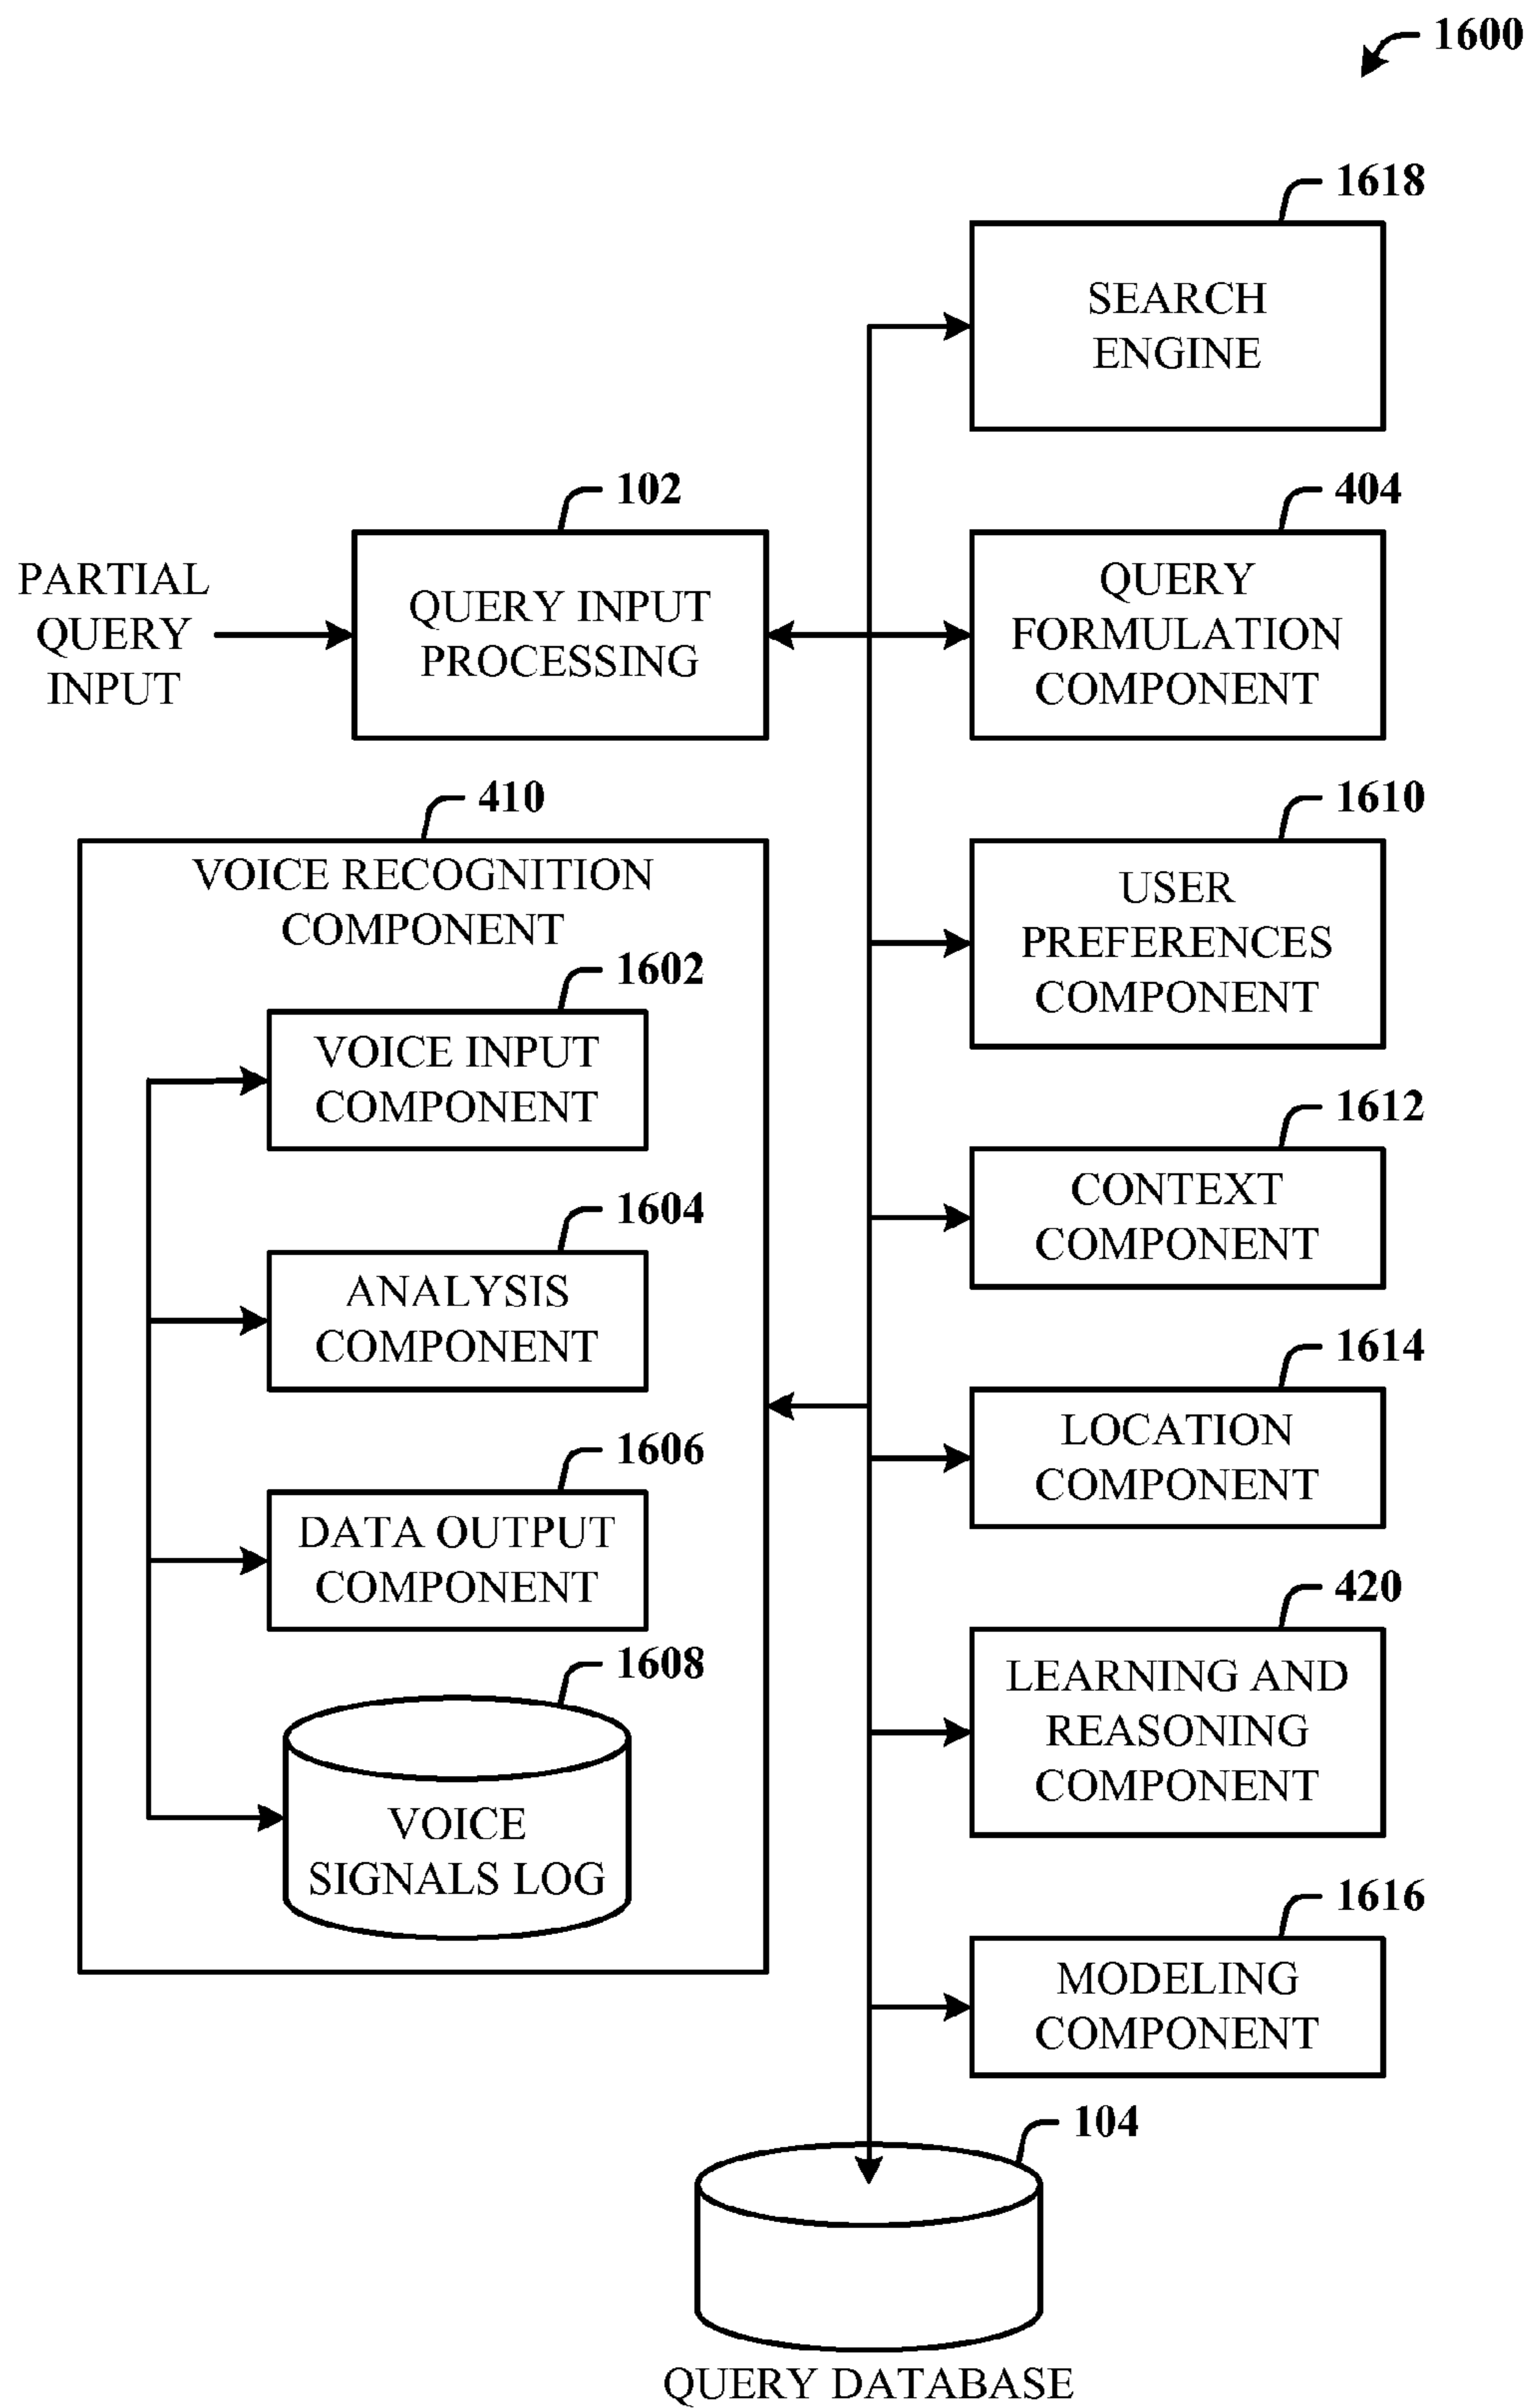 1600
1618
SEARCH
ENGINE
102
PARTIAL
QUERY
INPUT
QUERY INPUT
PROCESSING
404
QUERY
FORMULATION
COMPONENT
410
VOICE RECOGNITION
COMPONENT
1602
VOICE INPUT
COMPONENT
1604
ANALYSIS
COMPONENT
1606
DATA OUTPUT
COMPONENT
1608
VOICE
SIGNALS LOG
1610
USER
PREFERENCES
COMPONENT
1612
CONTEXT
COMPONENT
1614
LOCATION
COMPONENT
420
LEARNING AND
REASONING
COMPONENT
1616
MODELING
COMPONENT
104
QUERY DATABASE